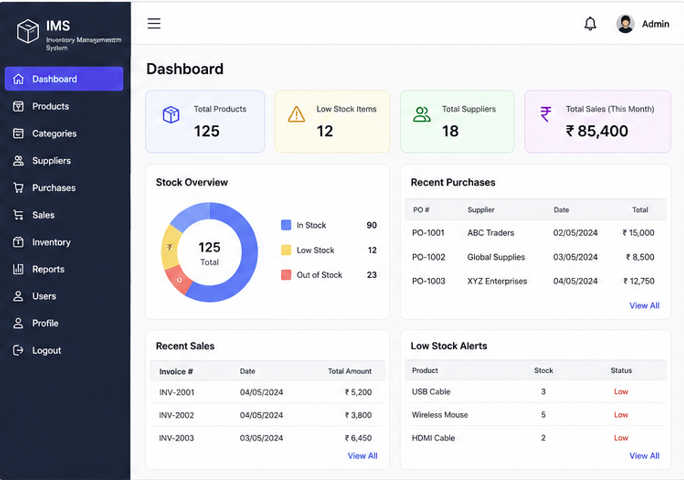 IMS
Inventory Managementn
System
Admin
Dashboard
Products
Categories
Suppliers
Purchases
Sales
Inventory
Reports
Users
Profile
Logout
Dashboard
Total Products
125
Low Stock Items
12
Total Suppliers
18
Total Sales (This Month)
₹ 85,400
Stock Overview
₹
125
Total
In Stock 90
Low Stock 12
Out of Stock 23
Recent Purchases
PO # Supplier Date Total
PO-1001 ABC Traders 02/05/2024 ₹ 15,000
PO-1002 Global Supplies 03/05/2024 ₹ 8,500
PO-1003 XYZ Enterprises 04/05/2024 ₹ 12,750
View All
Recent Sales
Invoice # Date Total Amount
INV-2001 04/05/2024 ₹ 5,200
INV-2002 04/05/2024 ₹ 3,800
INV-2003 03/05/2024 ₹ 6,450
View All
Low Stock Alerts
Product Stock Status
USB Cable 3 Low
Wireless Mouse 5 Low
HDMI Cable 2 Low
View All